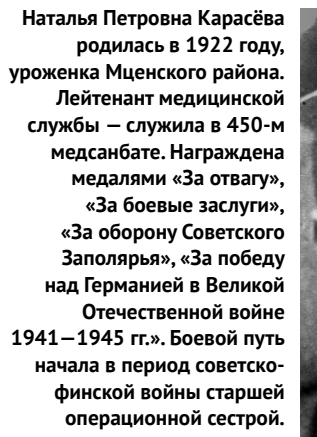 Наталья Петровна Карасёва
родилась в 1922 году,
уроженка Мценского района.
Лейтенант медицинской
службы — служила в 450-м
медсанбате. Награждена
медалями «За отвагу»,
«За боевые заслуги»,
«За оборону Советского
Заполярья», «За победу
над Германией в Великой
Отечественной войне
1941—1945 гг.». Боевой путь
начала в период советско-
финской войны старшей
операционной сестрой.